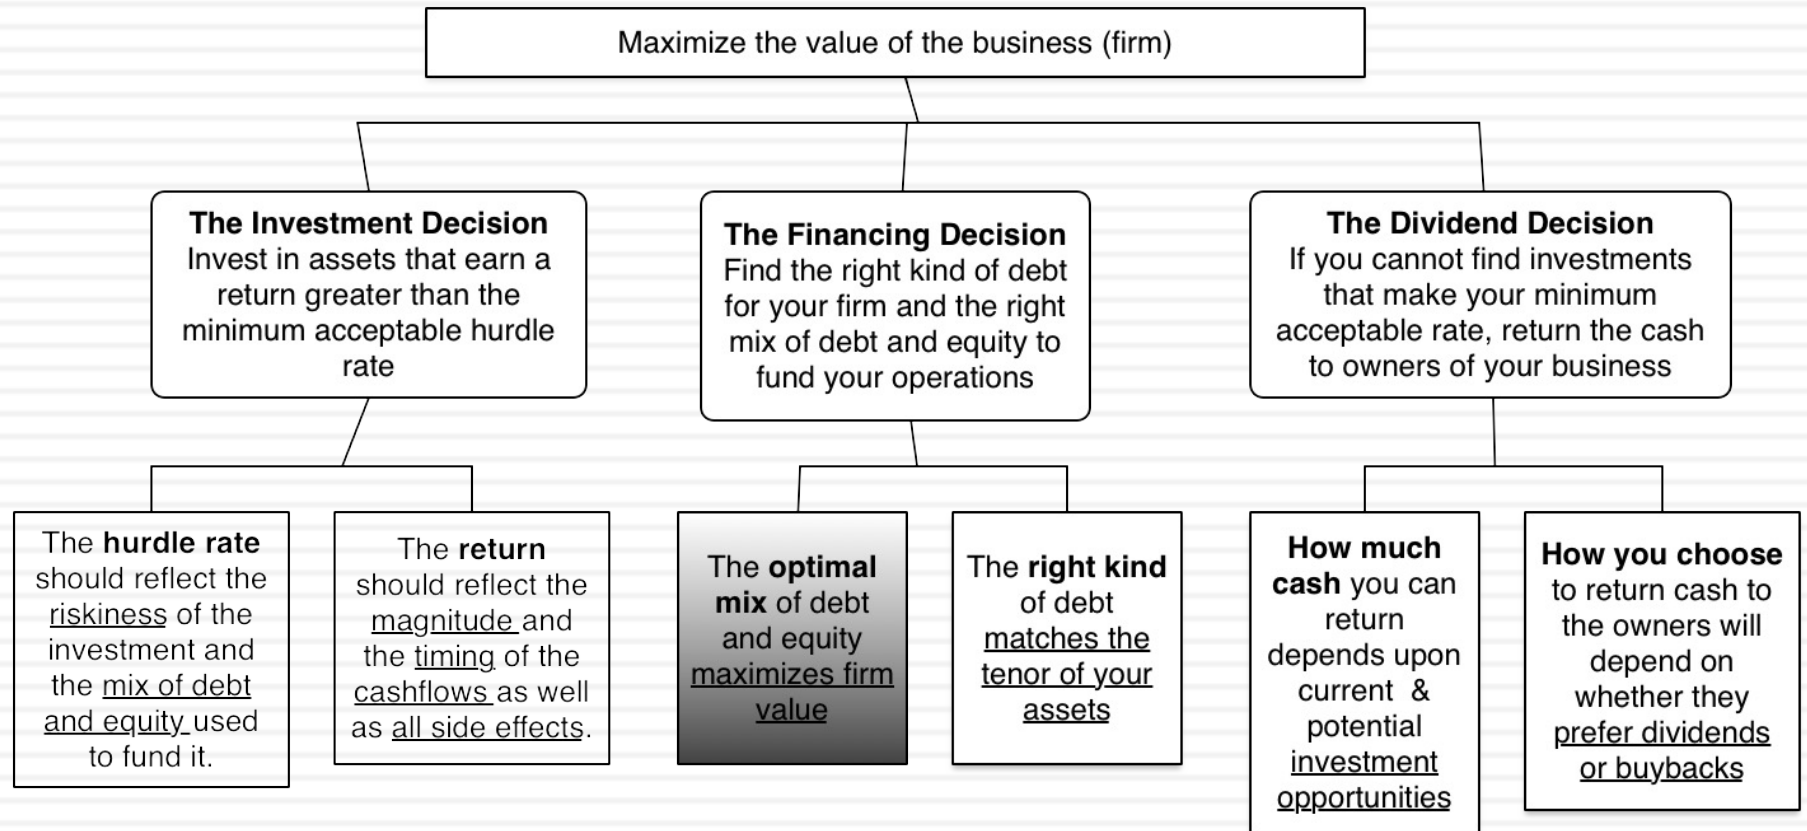 Maximize the value of the business (firm)
The Investment Decision
Invest in assets that earn a
return greater than the
minimum acceptable hurdle
rate
The Financing Decision
Find the right kind of debt
for your firm and the right
mix of debt and equity to
fund your operations
The Dividend Decision
If you cannot find investments
that make your minimum
acceptable rate, return the cash
to owners of your business
The hurdle rate
should reflect the
riskiness of the
investment and
the mix of debt
and equity used
to fund it.
The return
should reflect the
magnitude and
the timing of the
cashflows as well
as all side effects.
The optimal
mix of debt
and equity
maximizes firm
value
The right kind
of debt
matches the
tenor of your
assets
How much
cash you can
return
depends upon
current & 
potential
investment
opportunities
How you choose
to return cash to
the owners will
depend on
whether they
prefer dividends
or buybacks